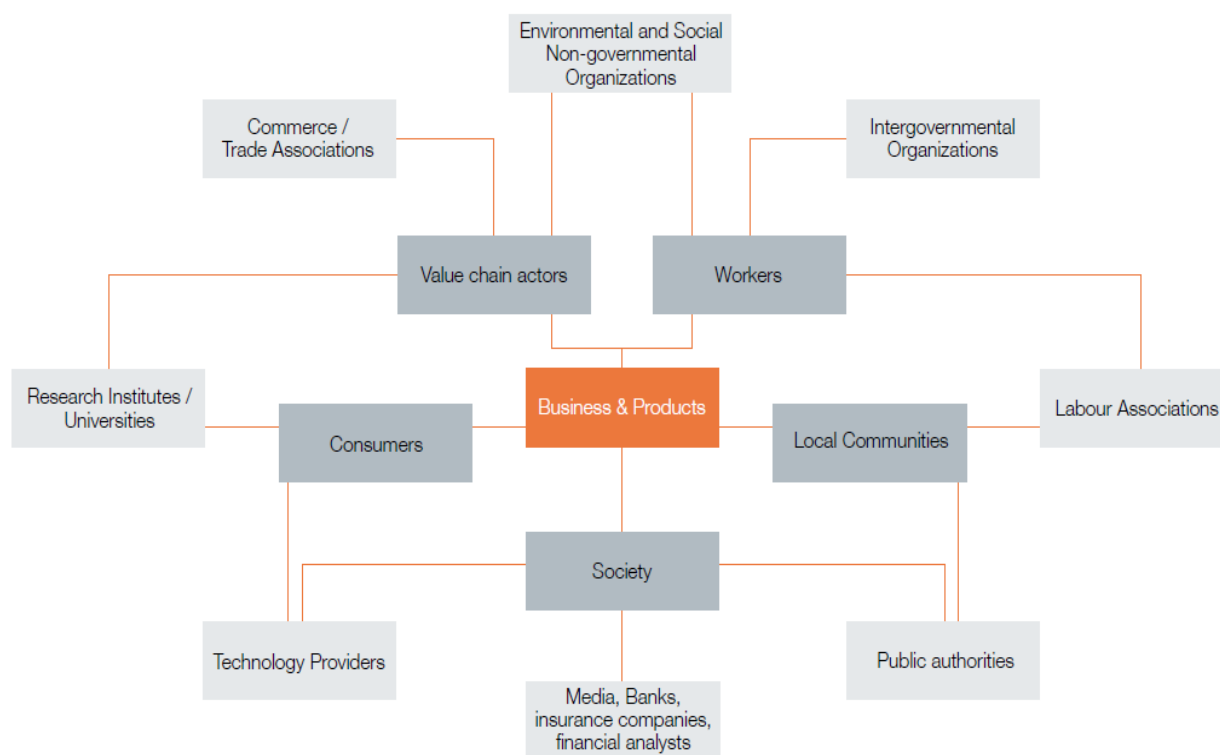 Environmental and Social
Non-governmental
Organizations
Commerce /
Trade Associations
Intergovernmental
Organizations
Value chain actors
Workers
Research Institutes /
Universities
Business & Products
Labour Associations
Consumers
Local Communities
Society
Technology Providers
Public authorities
Media, Banks,
insurance companies,
financial analysts